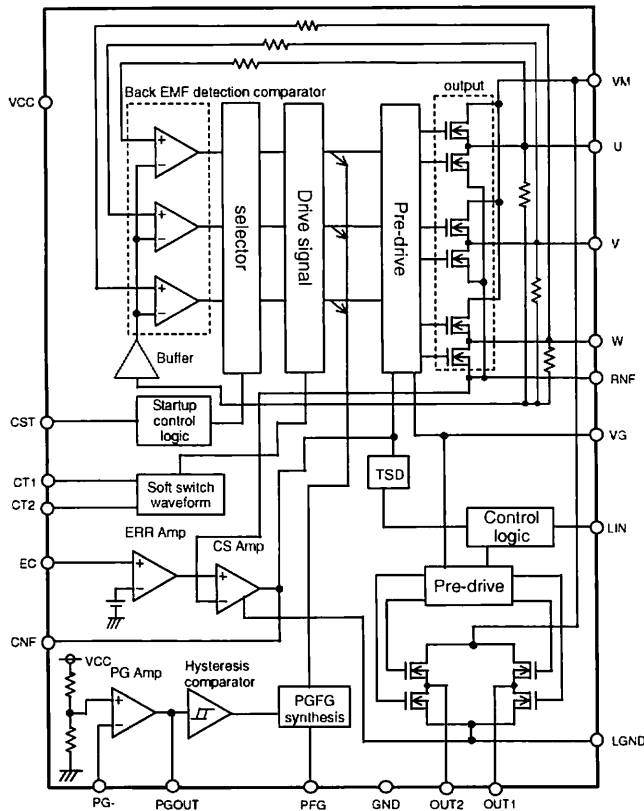 VCC
Back EMF detection comparator
output
VM
U
V
W
RNF
VG
LIN
LGND
+
−
+
−
+
−
selector
Drive signal
Pre-drive
Buffer
CST
Startup
control
logic
CT1
CT2
Soft switch
waveform
TSD
Control
logic
ERR Amp
CS Amp
EC
+
−
+
−
Pre-drive
CNF
VCC
PG Amp
Hysteresis
comparator
+
−
PGFG
synthesis
PG-
PGOUT
PFG
GND
OUT2
OUT1